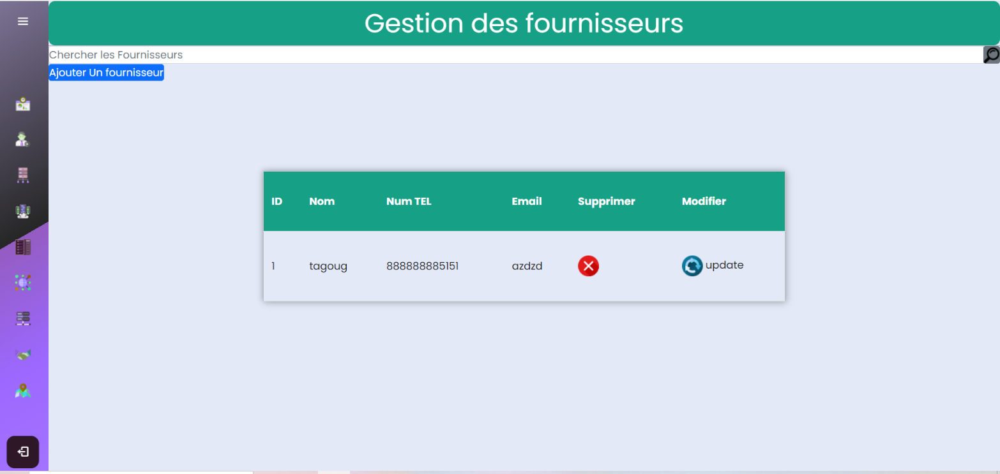 Gestion des fournisseurs
Chercher les Fournisseurs
Ajouter Un fournisseur
ID Nom Num TEL Email Supprimer Modifier
1 tagoug 888888885151 azdzd update